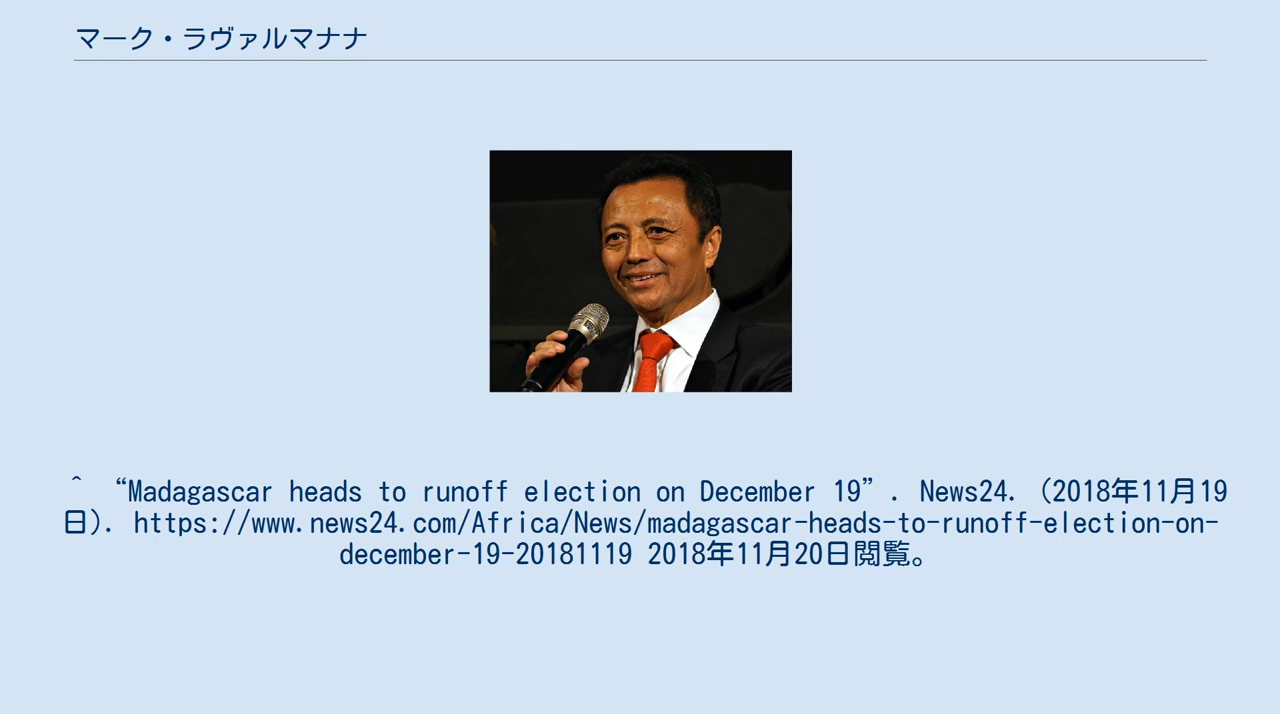 マーク・ラヴァルマナナ
^ “Madagascar heads to runoff election on December 19”. News24. (2018年11月19
日). https://www.news24.com/Africa/News/madagascar-heads-to-runoff-election-on-
december-19-20181119 2018年11月20日閲覧。